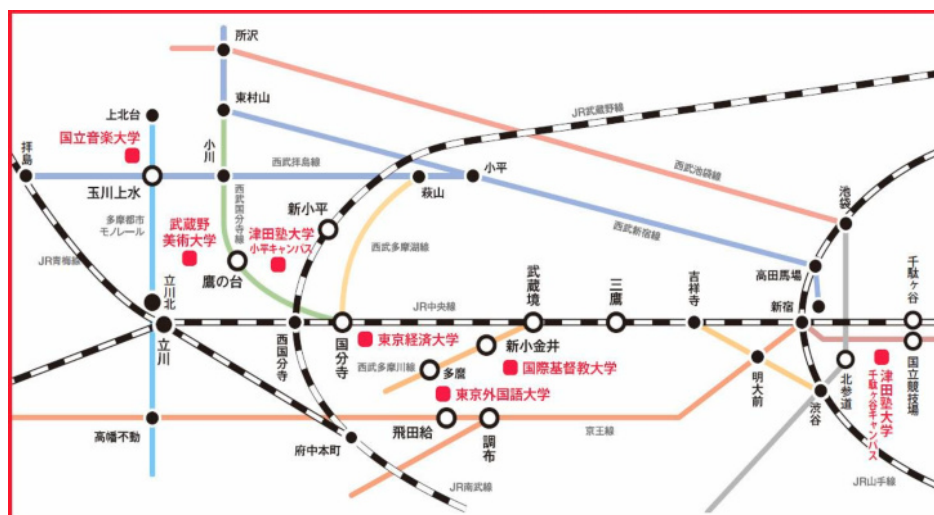 所沢
東村山
上北台
国立音楽大学
拝島
小川
西武拝島線
玉川上水
多摩都市
モノレール
JR青梅線
武蔵野
美術大学
西武国分寺線
津田塾大学
小平キャンパス
新小平
鷹の台
萩山
小平
西武多摩湖線
JR武蔵野線
西武池袋線
西武新宿線
池袋
高田馬場
新宿
千駄ヶ谷
立川北
立川
JR中央線
西国分寺
国分寺
武蔵境
三鷹
吉祥寺
東京経済大学
新小金井
西武多摩川線
多磨
国際基督教大学
東京外国語大学
明大前
渋谷
北参道
津田塾大学
千駄ヶ谷キャンパス
国立競技場
高幡不動
府中本町
飛田給
調布
京王線
JR南武線
JR山手線